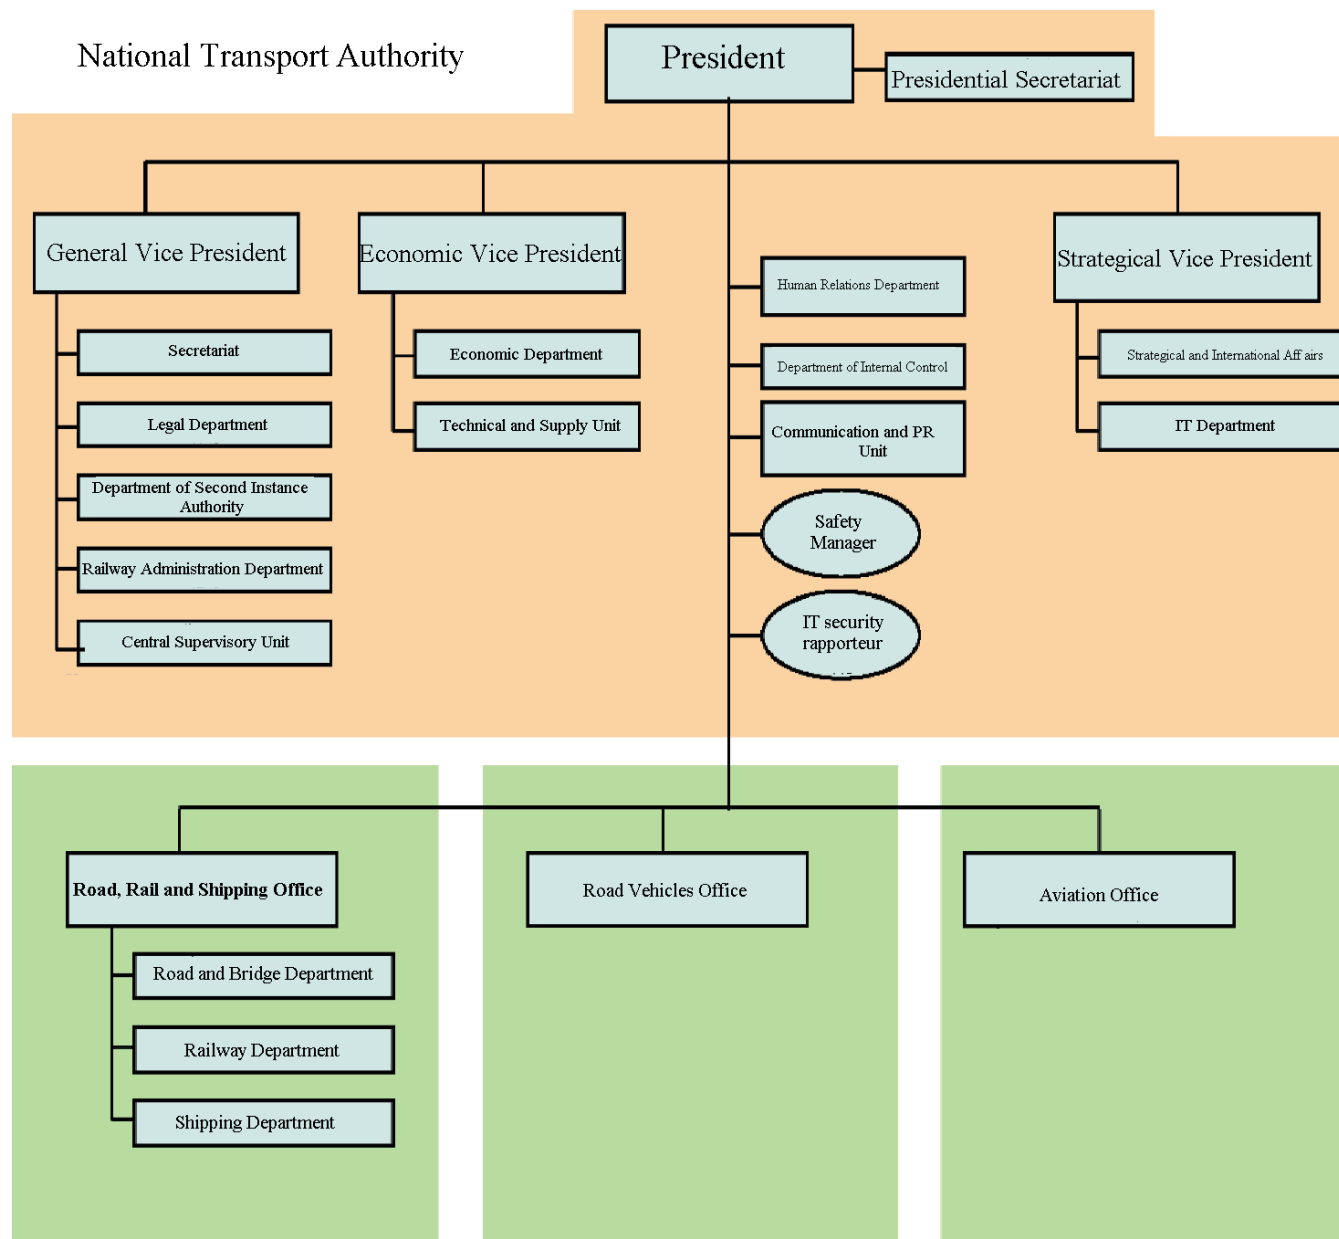 National Transport Authority
President
Presidential Secretariat
General Vice President
Economic Vice President
Strategical Vice President
Secretariat
Legal Department
Department of Second Instance
Authority
Railway Administration Department
Central Supervisory Unit
Economic Department
Technical and Supply Unit
Human Relations Department
Department of Internal Control
Communication and PR
Unit
Safety
Manager
IT security
rapporteur
Strategical and International Affairs
IT Department
Road, Rail and Shipping Office
Road and Bridge Department
Railway Department
Shipping Department
Road Vehicles Office
Aviation Office